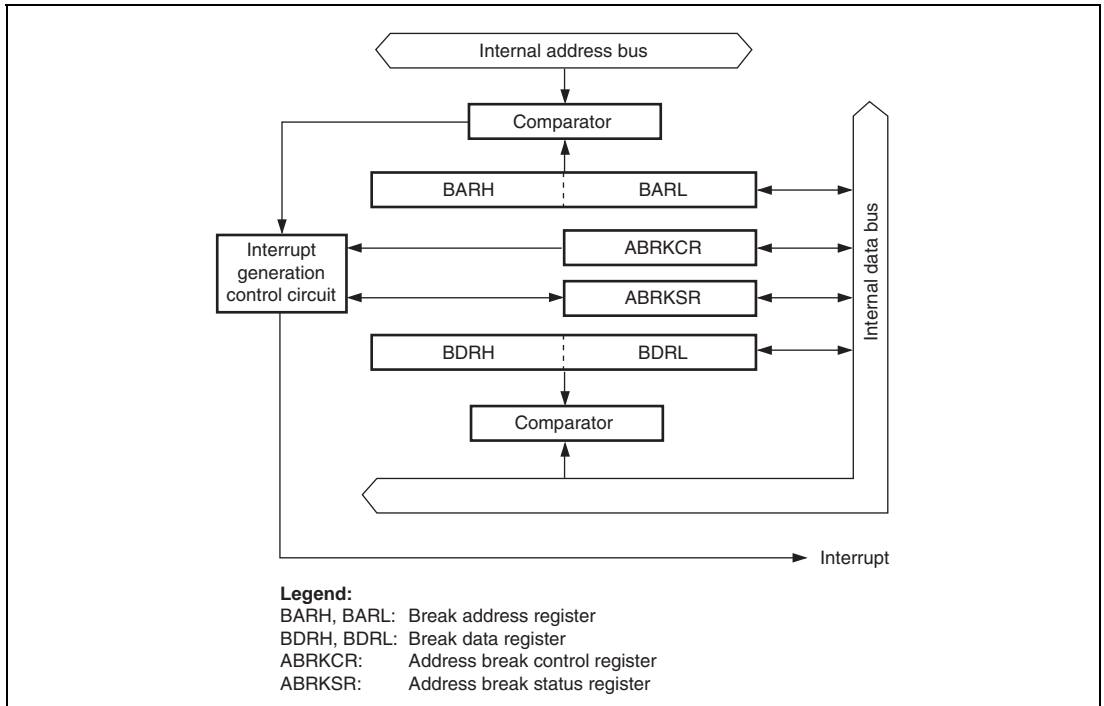 Internal address bus
Comparator
BARH
BARL
Internal data bus
ABRKCR
Interrupt
generation
control circuit
ABRKSR
BDRH
BDRL
Comparator
Interrupt
Legend:
BARH, BARL: Break address register
BDRH, BDRL: Break data register
ABRKCR: Address break control register
ABRKSR: Address break status register